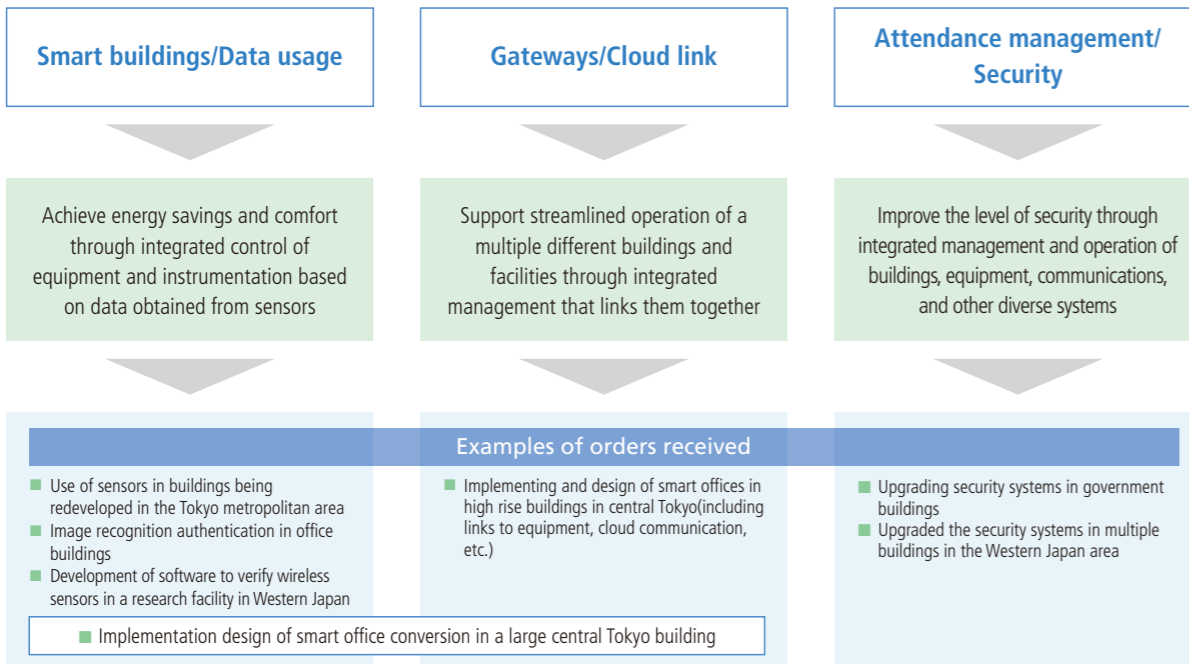 Smart buildings/Data usage
Gateways/Cloud link
Attendance management/
Security
Achieve energy savings and comfort
through integrated control of
equipment and instrumentation based
on data obtained from sensors
Support streamlined operation of a
multiple different buildings and
facilities through integrated
management that links them together
Improve the level of security through
integrated management and operation of
buildings, equipment, communications,
and other diverse systems
Examples of orders received
■ Use of sensors in buildings being
redeveloped in the Tokyo metropolitan area
■ Image recognition authentication in office
buildings
■ Development of software to verify wireless
sensors in a research facility in Western Japan
■ Implementing and design of smart offices in
high rise buildings in central Tokyo(including
links to equipment, cloud communication,
etc.)
■ Upgrading security systems in government
buildings
■ Upgraded the security systems in multiple
buildings in the Western Japan area
■ Implementation design of smart office conversion in a large central Tokyo building